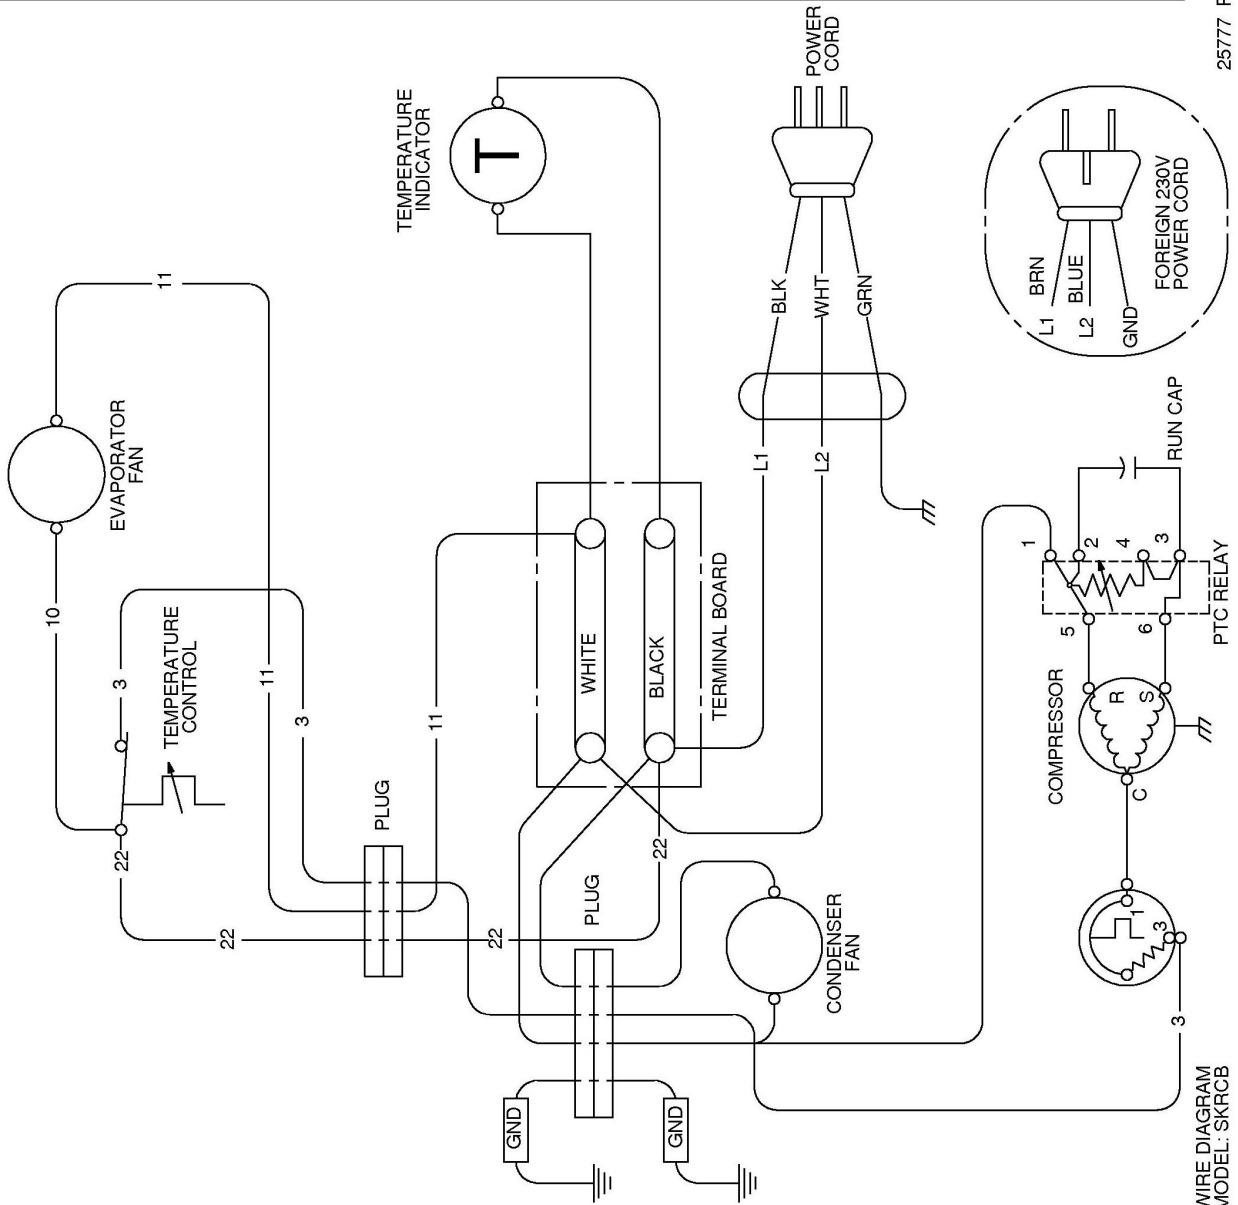 25777 F
POWER
CORD
TEMPERATURE
INDICATOR
T
11
EVAPORATOR
FAN
10
3
TEMPERATURE
CONTROL
22
11
3
11
22
22
PLUG
22
PLUG
WHITE
BLACK
TERMINAL BOARD
BLK
WHT
GRN
L1
L2
BRN
BLUE
L1
L2
GND
FOREIGN 230V
POWER CORD
RUN CAP
1
2
4
3
5
6
PTC RELAY
COMPRESSOR
R
S
C
1
3
3
CONDENSER
FAN
GND
GND
WIRE DIAGRAM
MODEL: SKRCB